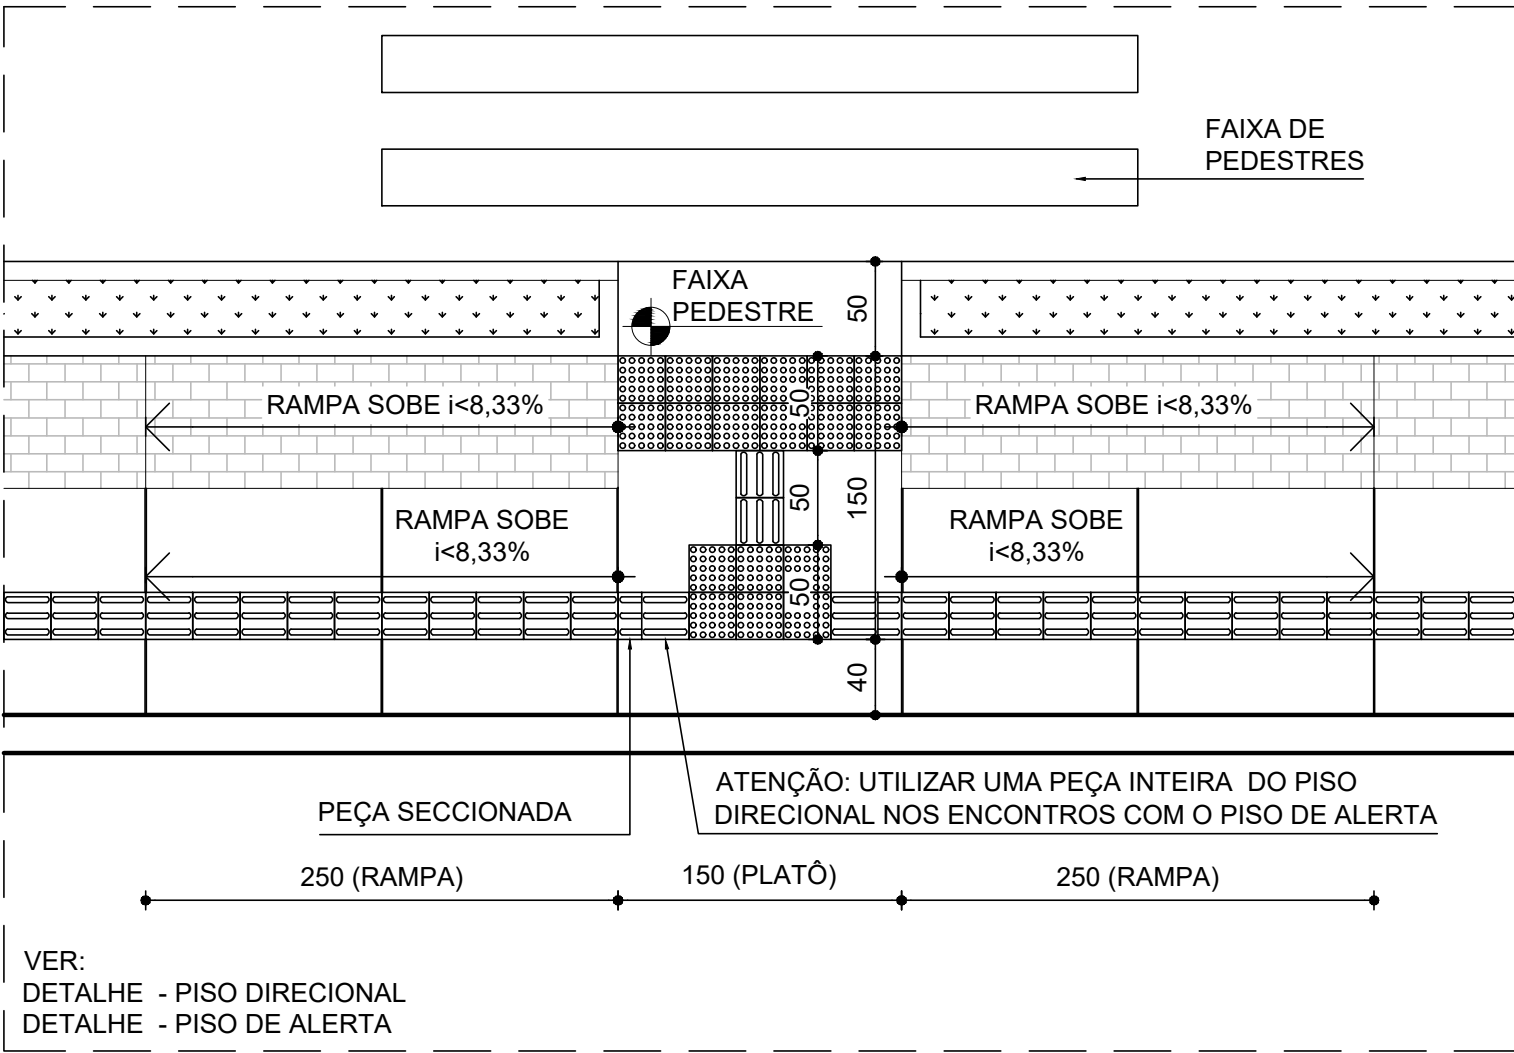 FAIXA DE
PEDESTRES
FAIXA
PEDESTRE
50
RAMPA SOBE i<8,33%
50
RAMPA SOBE i<8,33%
50
150
RAMPA SOBE
i<8,33%
RAMPA SOBE
i<8,33%
50
40
PEÇA SECCIONADA
ATENÇÃO: UTILIZAR UMA PEÇA INTEIRA DO PISO
DIRECIONAL NOS ENCONTROS COM O PISO DE ALERTA
250 (RAMPA)
150 (PLATÔ)
250 (RAMPA)
VER:
DETALHE - PISO DIRECIONAL
DETALHE - PISO DE ALERTA